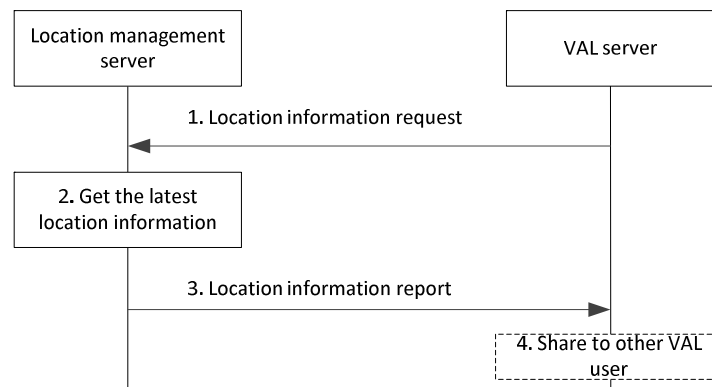 Location management
server
VAL server
1. Location information request
2. Get the latest
location information
3. Location information report
4. Share to other VAL
user